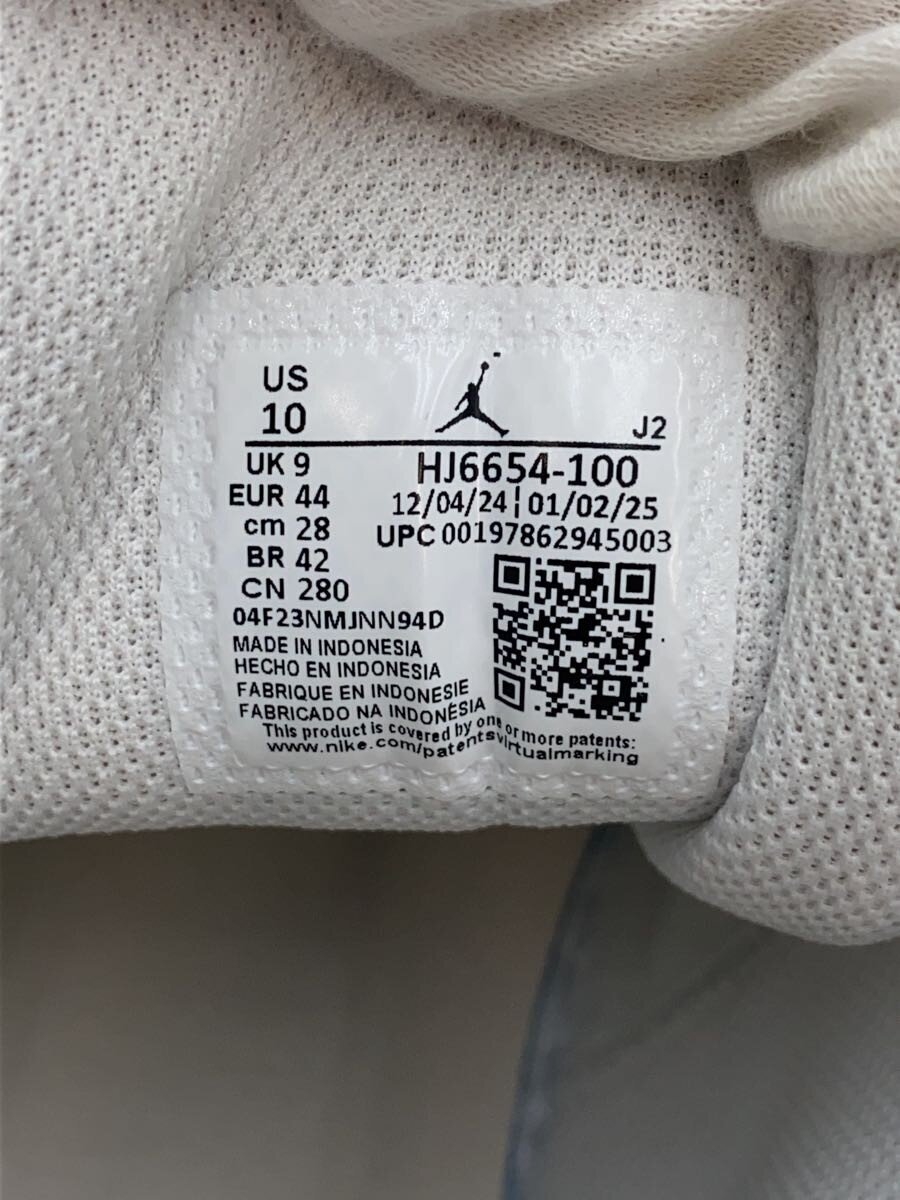 US
10
J2
UK 9
HJ6654-100
EUR 44
12/04/24 | 01/02/25
cm 28
UPC 00197862945003
BR 42
CN 280
04F23NMJNN94D
MADE IN INDONESIA
HECHO EN INDONESIA
FABRIQUE EN INDONESIE
FABRICADO NA INDONÉSIA
This product is covered by one or more patents:
www.nike.com/patentsvirtualmarking